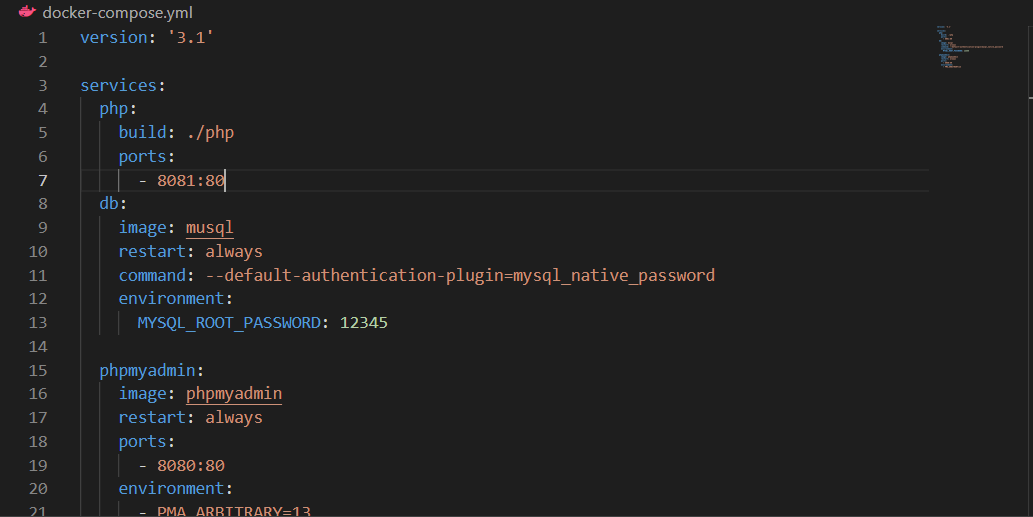 docker-compose.yml
1 version: '3.1'
2
3 services:
4 php:
5 build: ./php
6 ports:
7 - 8081:80
8 db:
9 image: musql
10 restart: always
11 command: --default-authentication-plugin=mysql_native_password
12 environment:
13 MYSQL_ROOT_PASSWORD: 12345
14
15 phpmyadmin:
16 image: phpmyadmin
17 restart: always
18 ports:
19 - 8080:80
20 environment:
21 - PMA_ARBITRARY=13